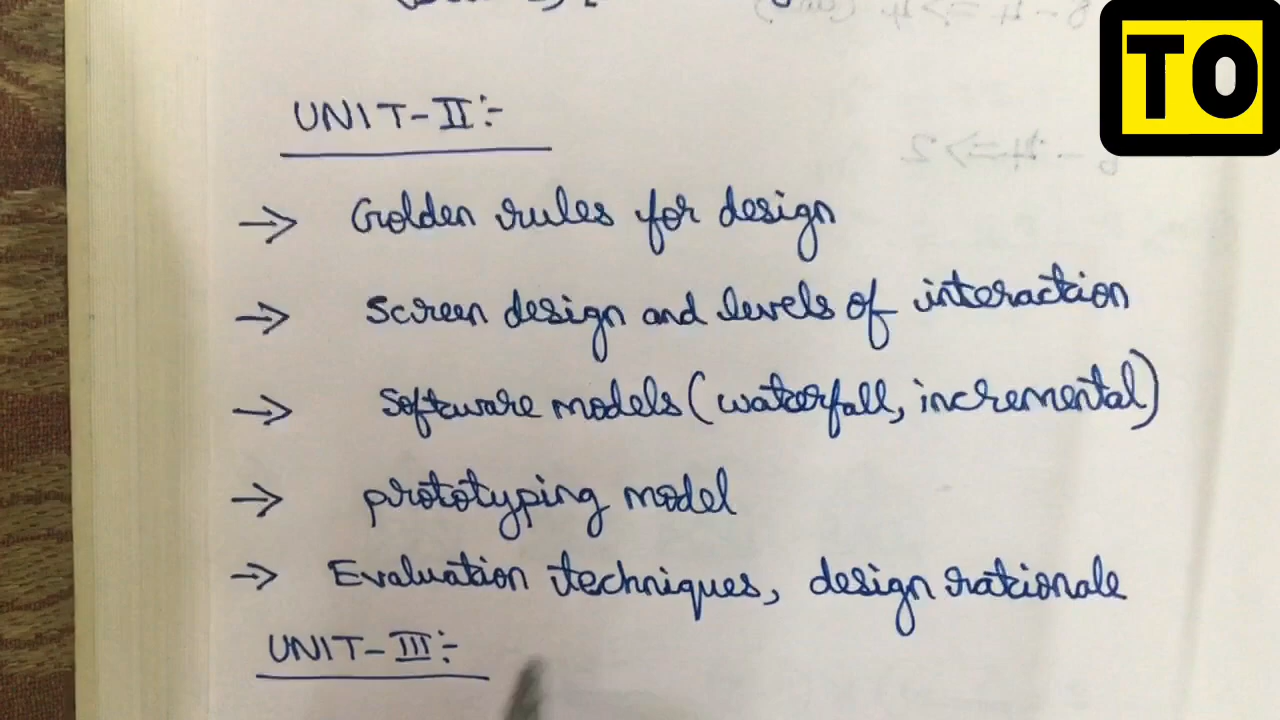 TO
UNIT-II:-
→ Golden rules for design
→ Screen design and levels of interaction
→ Software models (waterfall, incremental)
→ prototyping model
→ Evaluation techniques, design rationale
UNIT-III:-